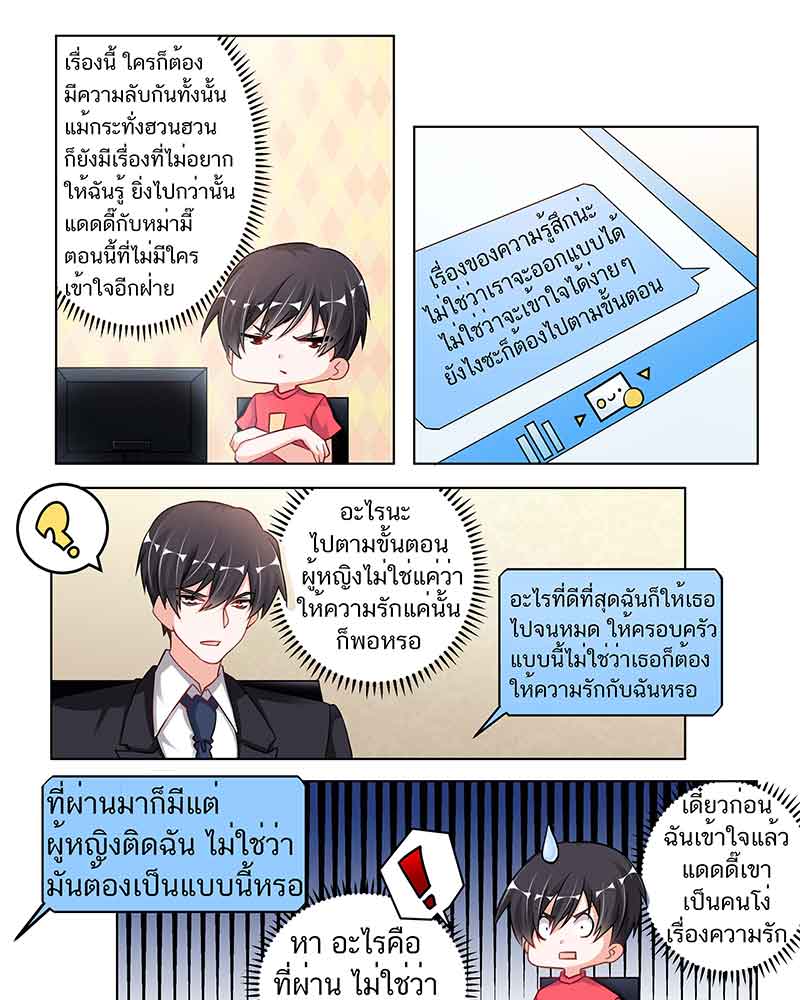 เรื่องนี้ ใครก็ต้อง
มีความลับกันทั้งนั้น
แม้กระทั่งฮวนฮวน
ก็ยังมีเรื่องที่ไม่อยาก
ให้ฉันรู้ ยิ่งไปกว่านั้น
แดดดี๊กับหม่ามี๊
ตอนนี้ที่ไม่มีใคร
เข้าใจอีกฝ่าย
เรื่องของความรู้สึกน่ะ
ไม่ใช่ว่าเราจะออกแบบได้
ไม่ใช่ว่าจะเข้าใจได้ง่ายๆ
ยังไงซะก็ต้องไปตามขั้นตอน
?
อะไรนะ
ไปตามขั้นตอน
ผู้หญิงไม่ใช่แค่ว่า
ให้ความรักแค่นั้น
ก็พอหรอ
อะไรที่ดีที่สุดฉันก็ให้เธอ
ไปจนหมด ให้ครอบครัว
แบบนี้ไม่ใช่ว่าเธอก็ต้อง
ให้ความรักกับฉันหรอ
ที่ผ่านมาก็มีแต่
ผู้หญิงติดฉัน ไม่ใช่ว่า
มันต้องเป็นแบบนี้หรอ
!
หา อะไรคือ
ที่ผ่าน ไม่ใช่ว่า
เดี๋ยวก่อน
ฉันเข้าใจแล้ว
แดดดี๊เขา
เป็นคนโง่
เรื่องความรัก